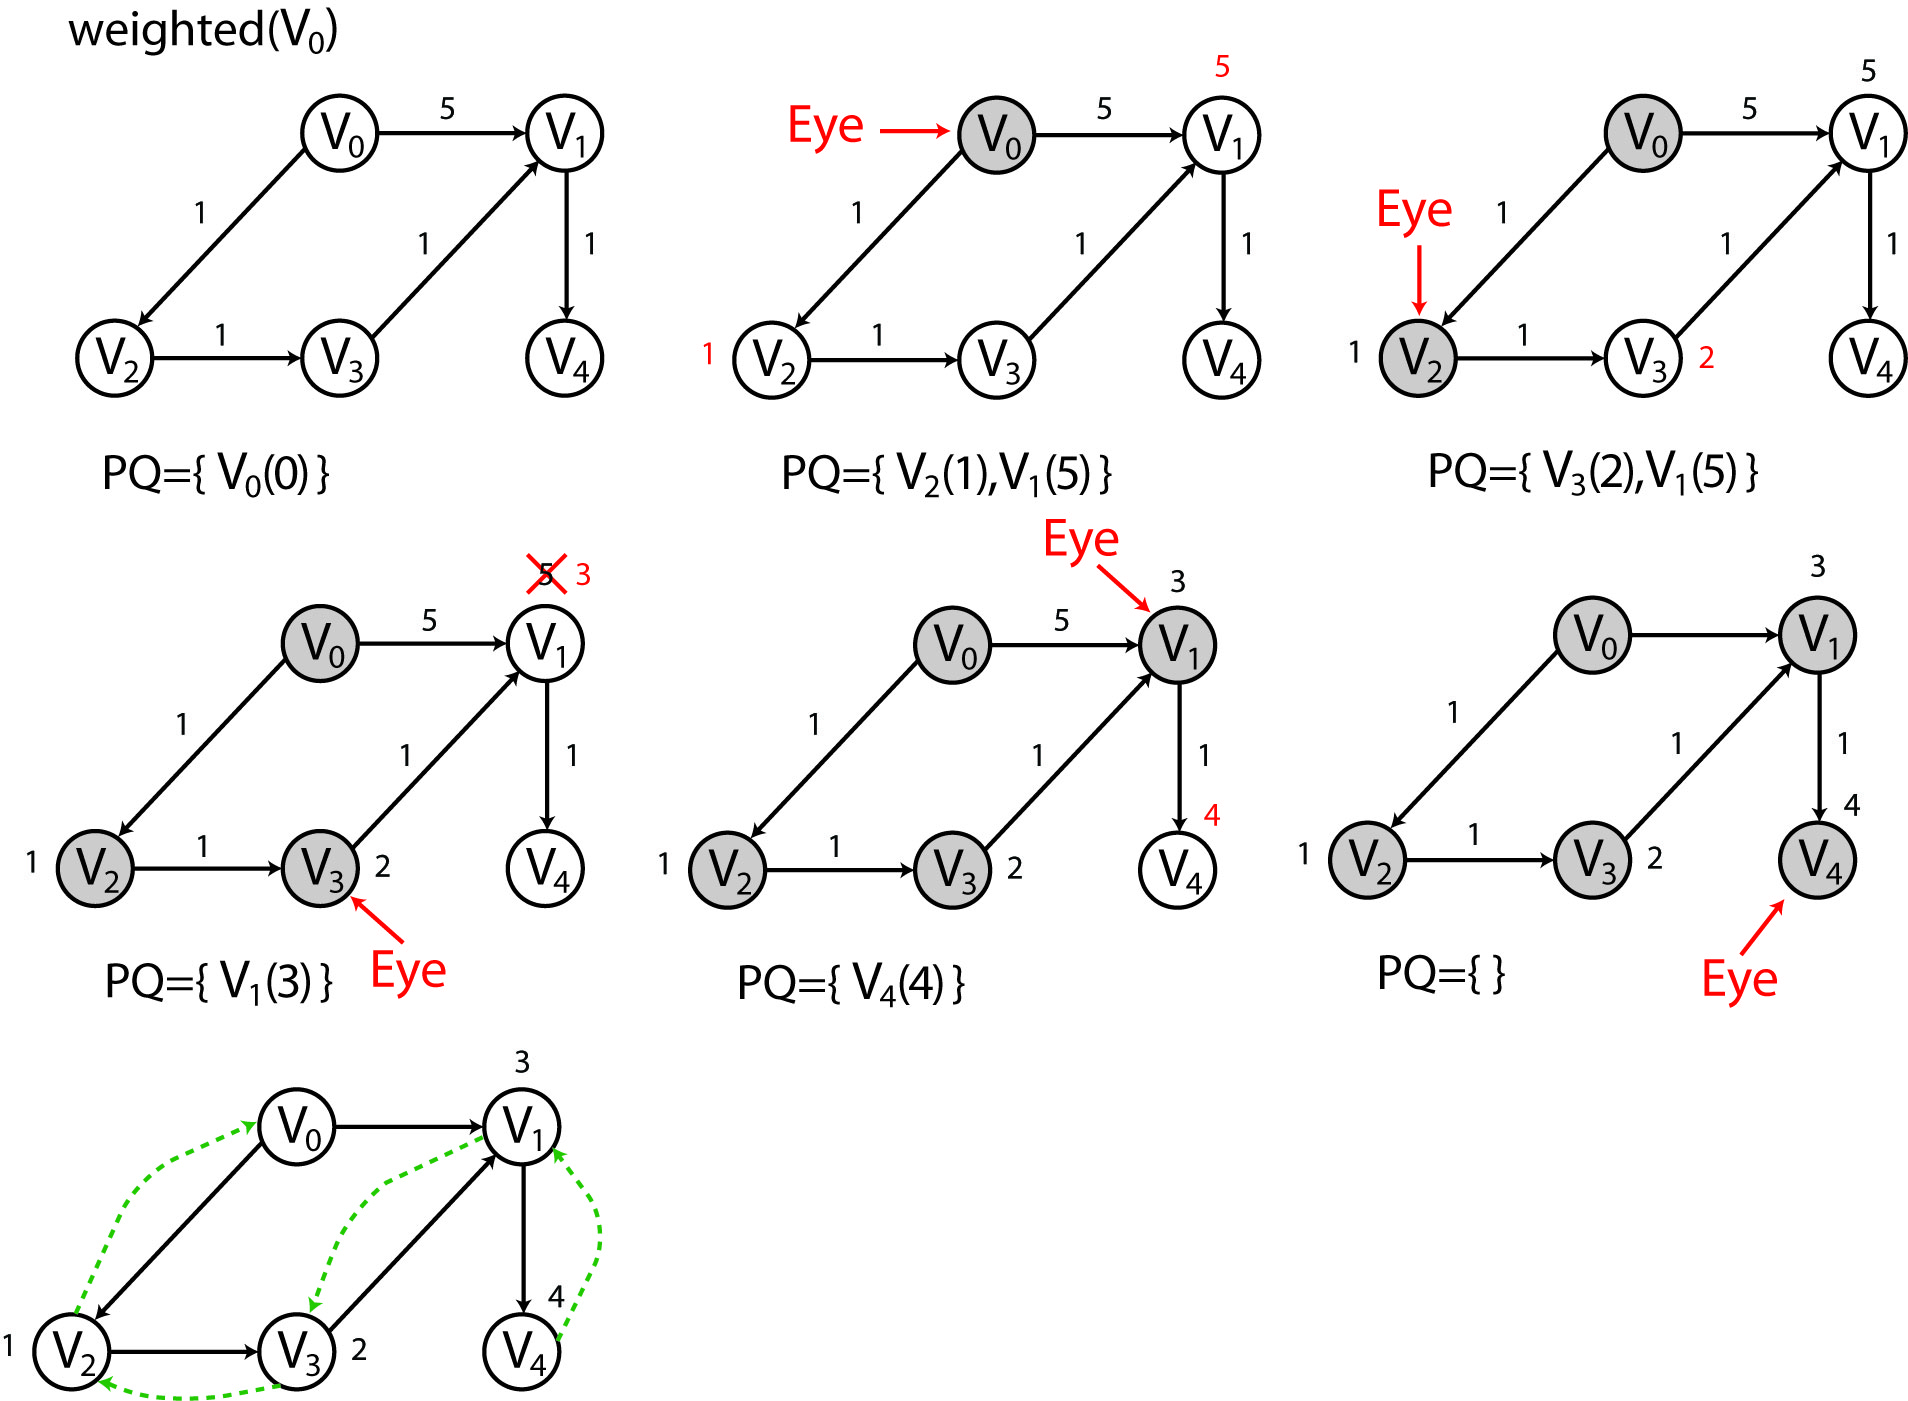 weighted(V0)
5
V0
V1
1
1
1
1
V2
V3
V4
PQ={ V0(0) }
5
Eye
5
V0
V1
1
1
1
1
1
V2
V3
V4
PQ={ V2(1),V1(5) }
5
5
V0
V1
Eye
1
1
1
1
1
V2
V3
2
V4
PQ={ V3(2),V1(5) }
5 3
5
V0
V1
1
1
1
1
1
V2
V3
2
V4
PQ={ V1(3) }
Eye
Eye
3
5
V0
V1
1
1
1
4
1
1
V2
V3
2
V4
PQ={ V4(4) }
3
V0
V1
1
1
1
4
1
1
V2
V3
2
V4
PQ={ }
Eye
3
V0
V1
4
1
V2
V3
2
V4